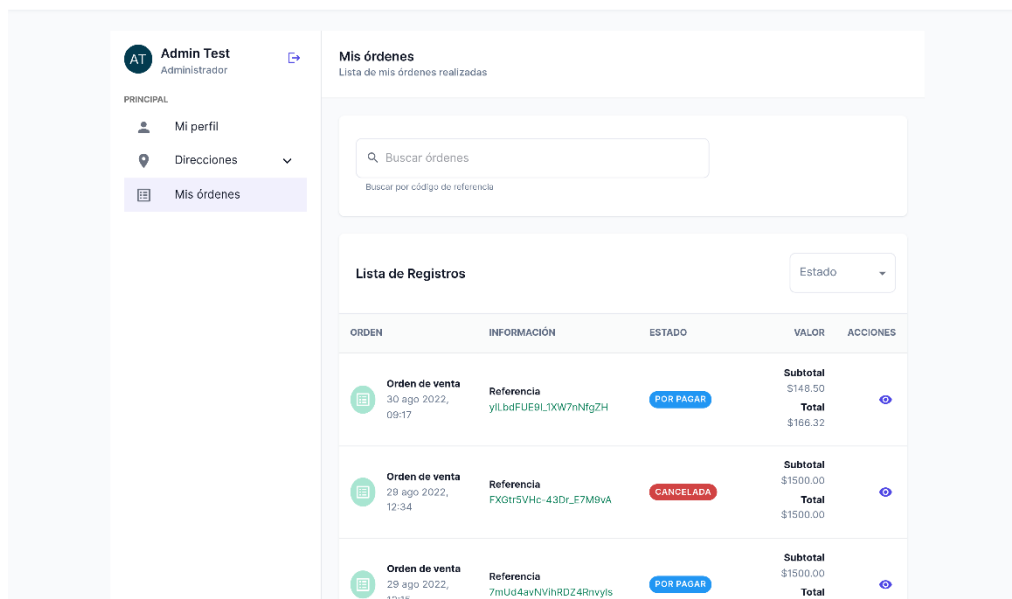 AT
Admin Test
Administrador
PRINCIPAL
Mi perfil
Direcciones
Mis órdenes
Mis órdenes
Lista de mis órdenes realizadas
Buscar órdenes
Buscar por código de referencia
Lista de Registros
Estado
ORDEN INFORMACIÓN ESTADO VALOR ACCIONES
Orden de venta
30 ago 2022,
09:17
Referencia
yILbdFUE9I_1XW7nNfgZH
POR PAGAR
Subtotal
$148.50
Total
$166.32
Orden de venta
29 ago 2022,
12:34
Referencia
FXGtr5VHc-43Dr_E7M9vA
CANCELADA
Subtotal
$1500.00
Total
$1500.00
Orden de venta
29 ago 2022,
Referencia
7mUd4avNVihRDZ4Rnvyls
POR PAGAR
Subtotal
$1500.00
Total